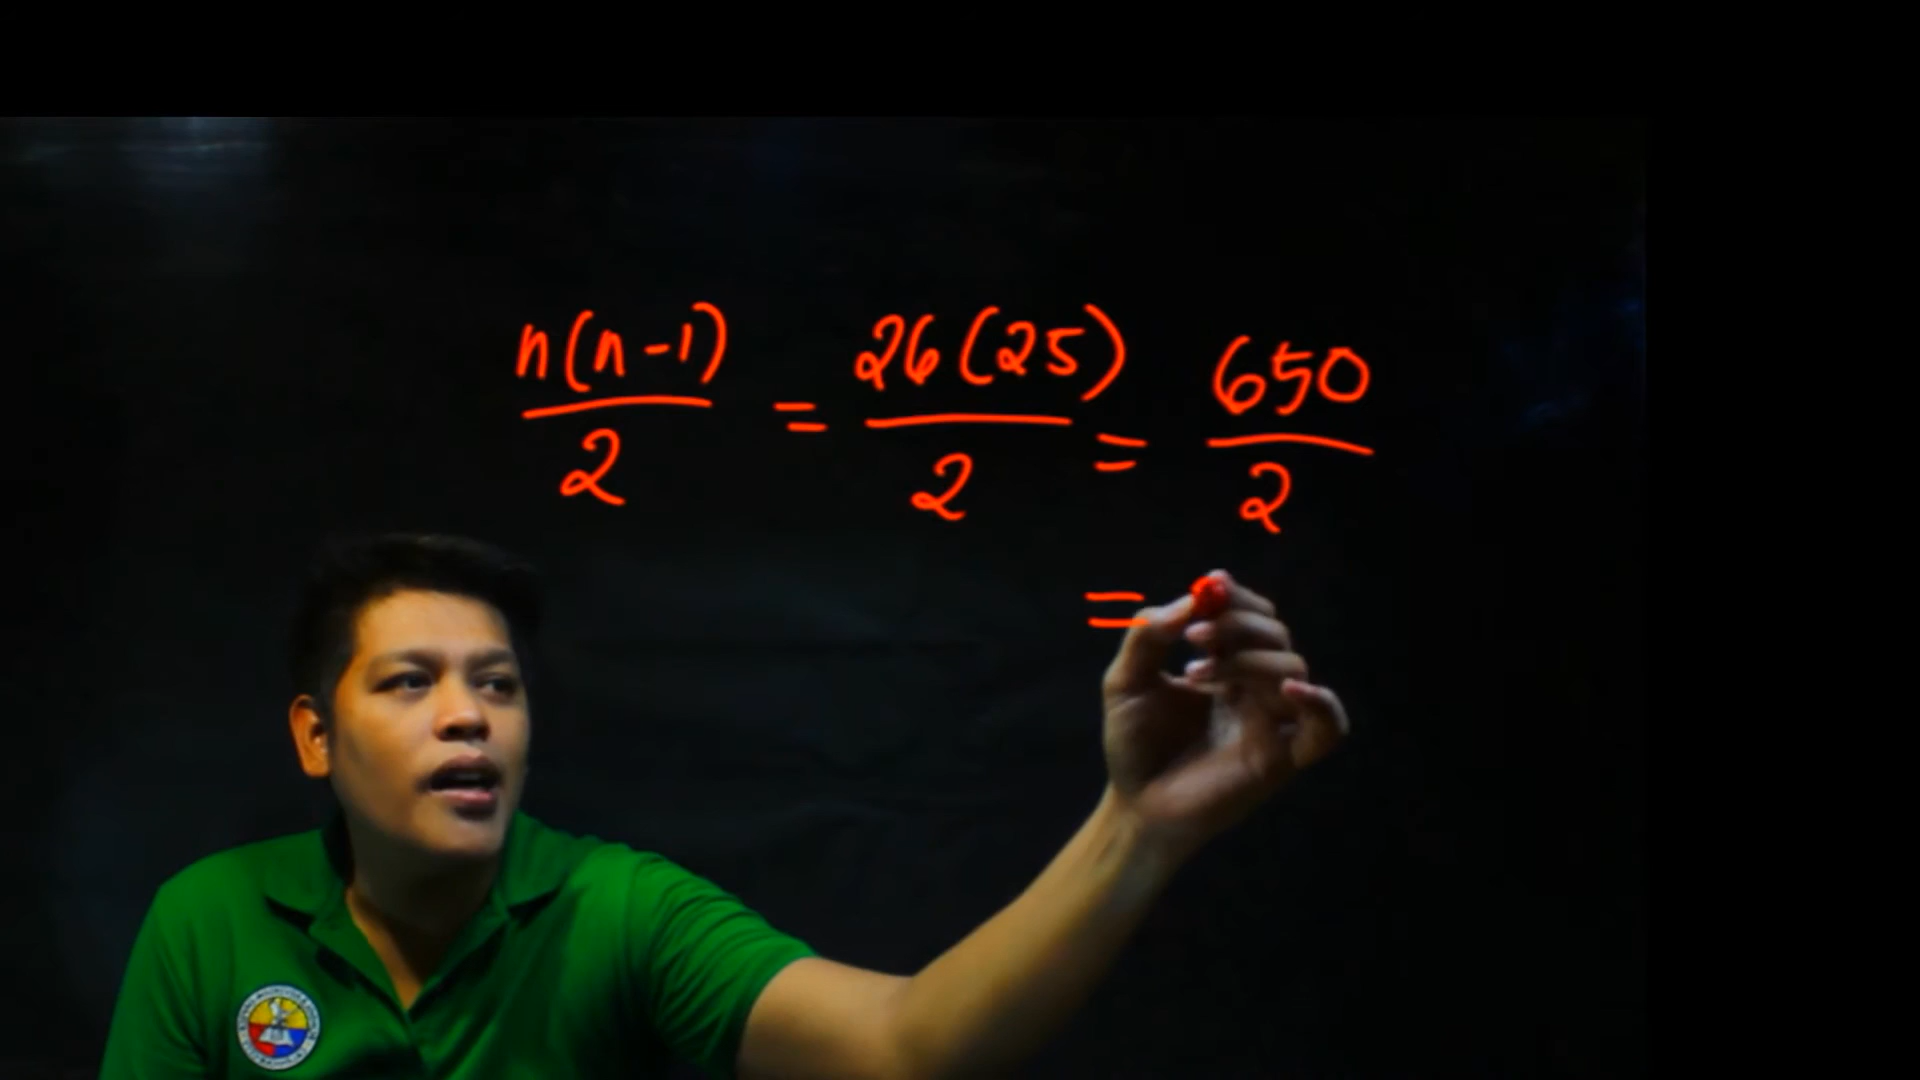 n(n-1)/2 = 26(25)/2 = 650/2
=